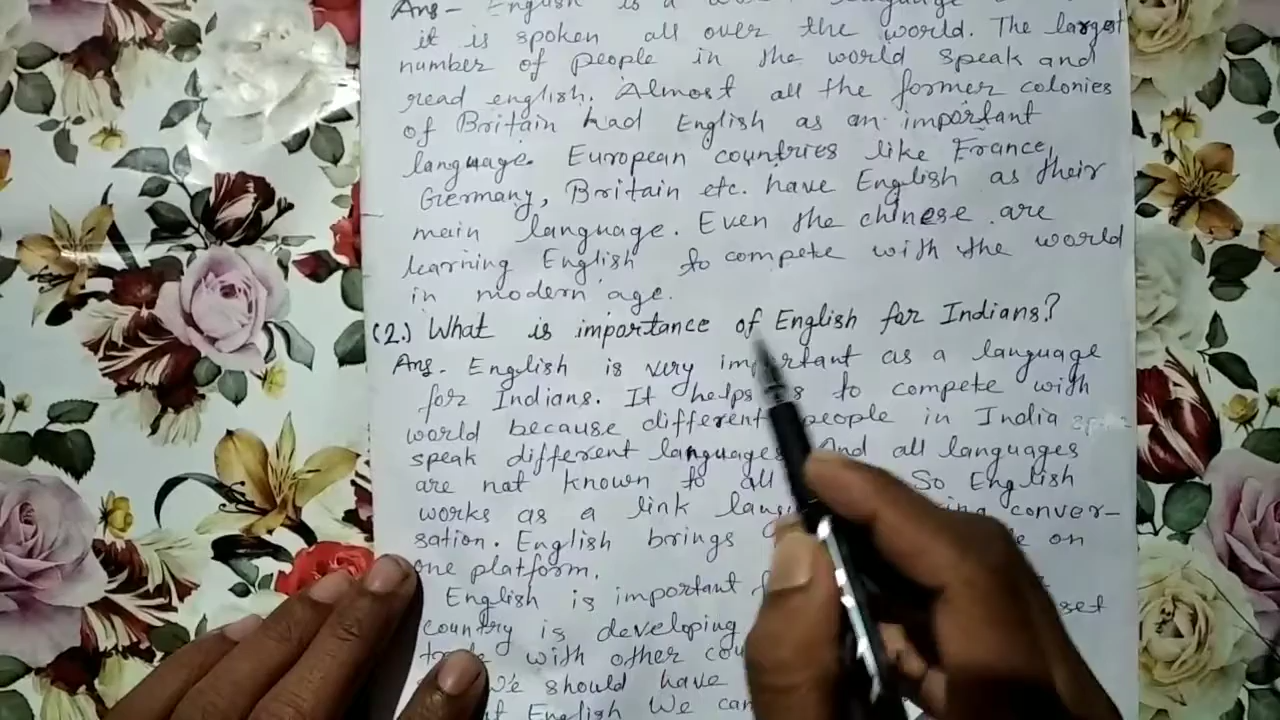 Ans - English is a
it is spoken all over the world. The largest
number of people in the world speak and
read english. Almost all the former colonies
of Britain had English as an important
language. European countries like France,
Germany, Britain etc. have English as their
main language. Even the chinese are
learning English to compete with the world
in modern age.
(2.) What is importance of English for Indians?
Ans. English is very important as a language
for Indians. It helps to compete with
world because different people in India
speak different languages. And all languages
are not known to all So English
works as a link conver-
sation. English brings on
one platform.
English is important
country is developing set
with other
We should have
of English We can